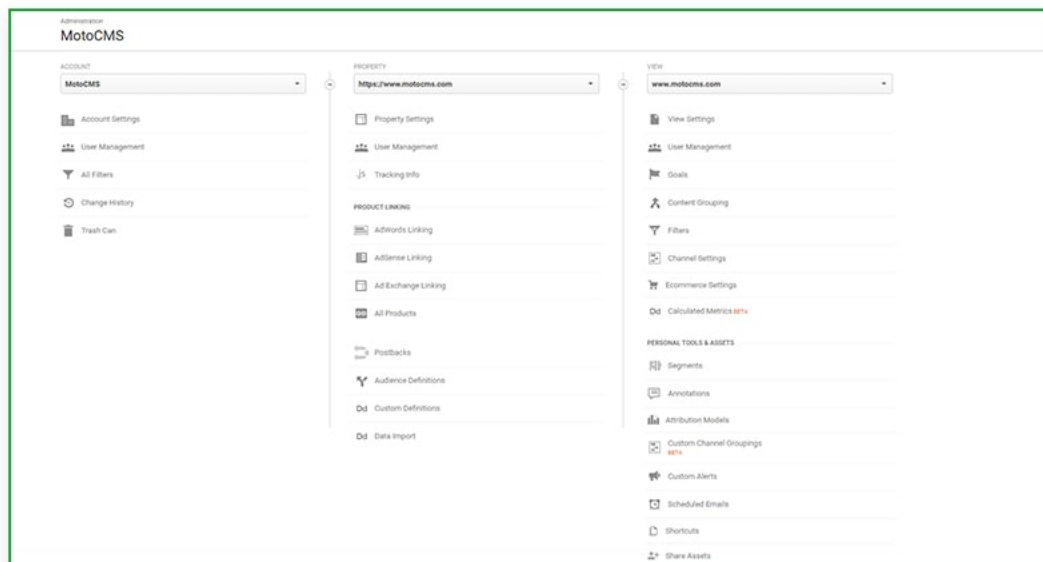 Administration
MotoCMS
ACCOUNT
MotoCMS
Account Settings
User Management
All Filters
Change History
Trash Can
PROPERTY
https://www.motocms.com
Property Settings
User Management
.js Tracking Info
PRODUCT LINKING
AdWords Linking
AdSense Linking
Ad Exchange Linking
All Products
Postbacks
Audience Definitions
Dd Custom Definitions
Dd Data Import
VIEW
www.motocms.com
View Settings
User Management
Goals
Content Grouping
Filters
Channel Settings
Ecommerce Settings
Dd Calculated Metrics BETA
PERSONAL TOOLS & ASSETS
Segments
Annotations
Attribution Models
Custom Channel Groupings
BETA
Custom Alerts
Scheduled Emails
Shortcuts
Share Assets